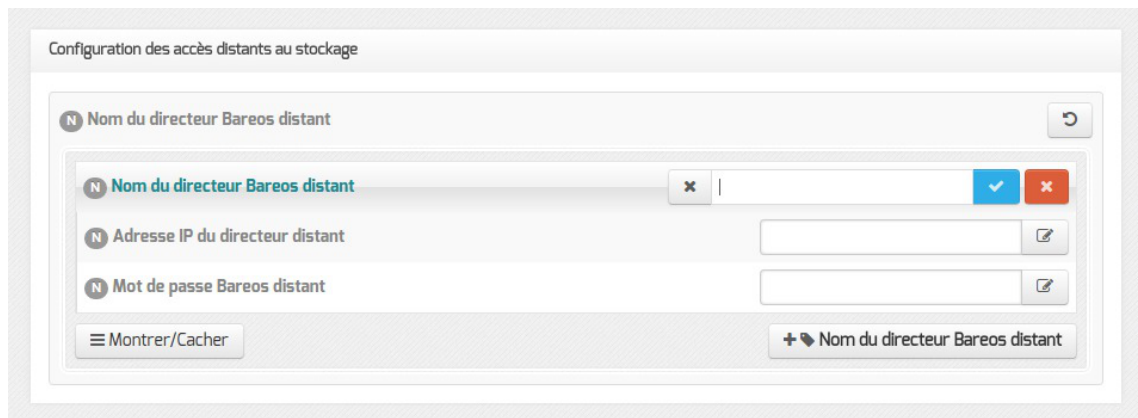 Configuration des accès distants au stockage
N Nom du directeur Bareos distant
N Nom du directeur Bareos distant
N Adresse IP du directeur distant
N Mot de passe Bareos distant
Montrer/Cacher
Nom du directeur Bareos distant